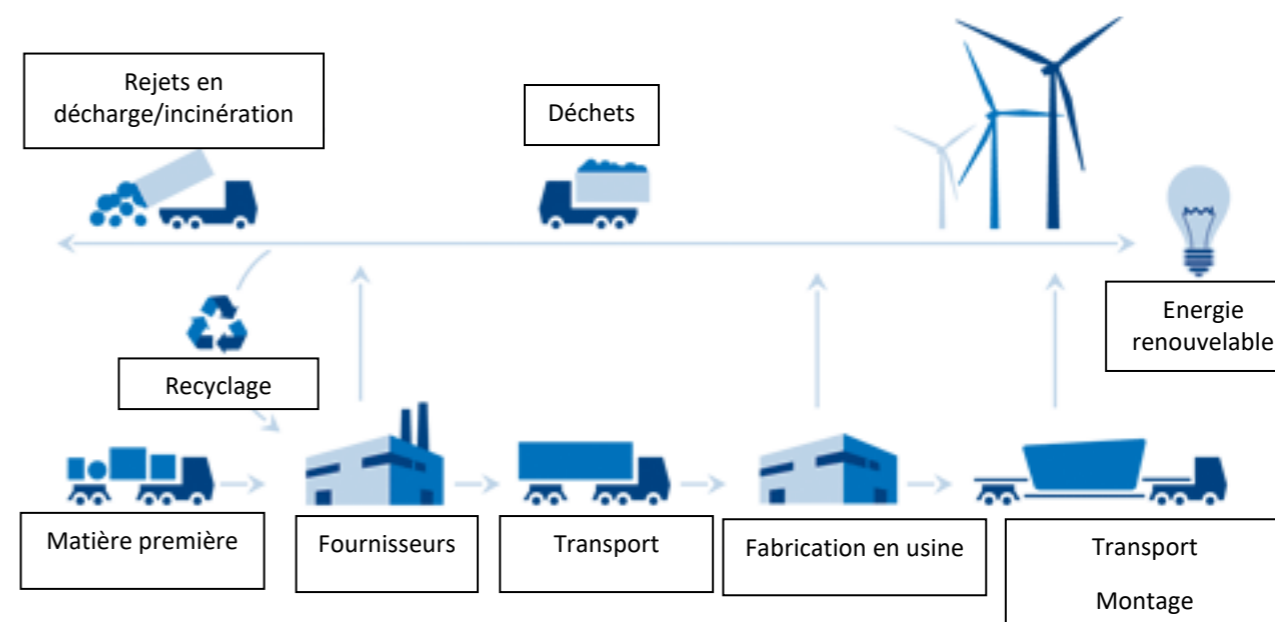 Rejets en
décharge/incinération
Déchets
Energie
renouvelable
Recyclage
Matière première
Fournisseurs
Transport
Fabrication en usine
Transport
Montage